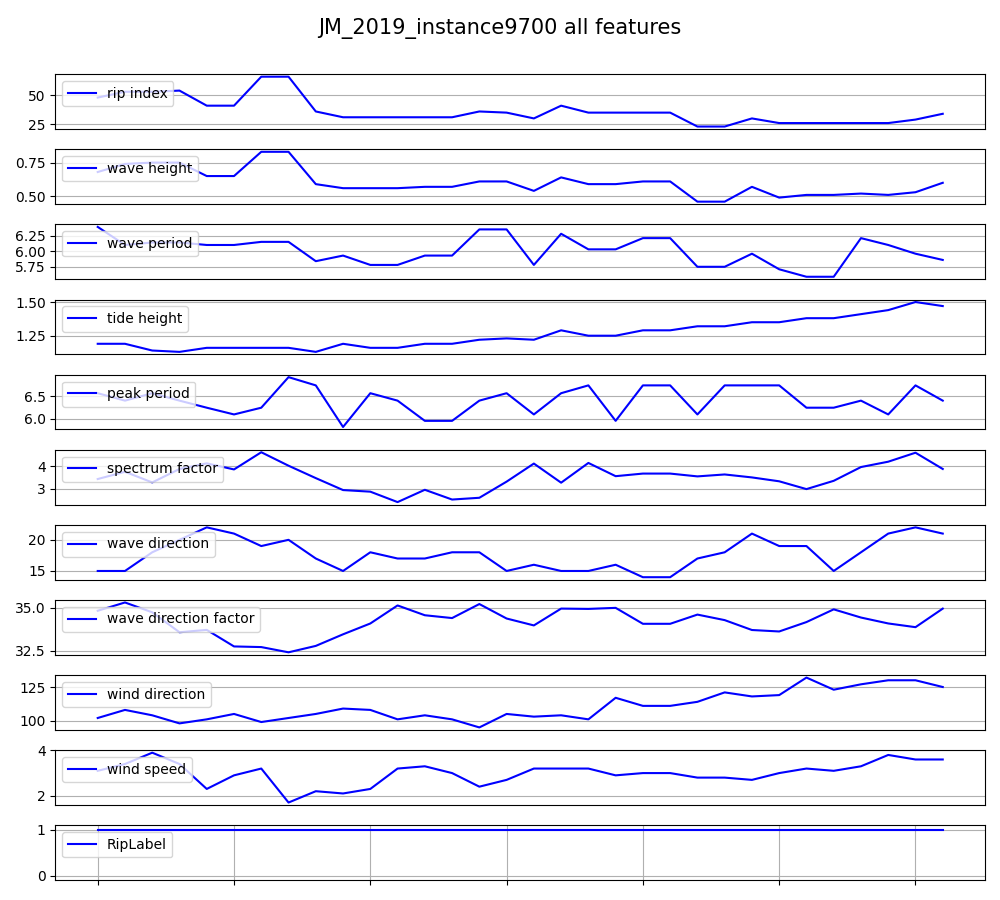 JM_2019_instance9700 all features
50
25
rip index
0.75
0.50
wave height
6.25
6.00
5.75
wave period
1.50
1.25
tide height
6.5
6.0
peak period
4
3
spectrum factor
20
15
wave direction
35.0
32.5
wave direction factor
125
100
wind direction
4
2
wind speed
1
0
RipLabel